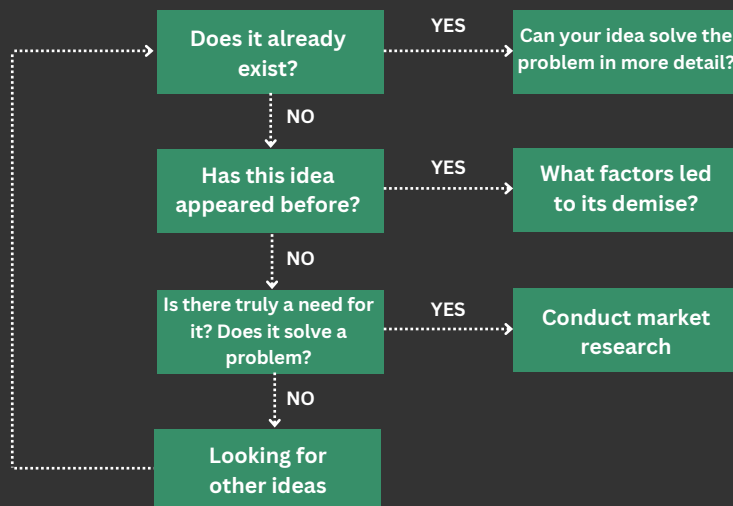 Does it already
exist?
YES
Can your idea solve the
problem in more detail?
NO
Has this idea
appeared before?
YES
What factors led
to its demise?
NO
Is there truly a need for
it? Does it solve a
problem?
YES
Conduct market
research
NO
Looking for
other ideas